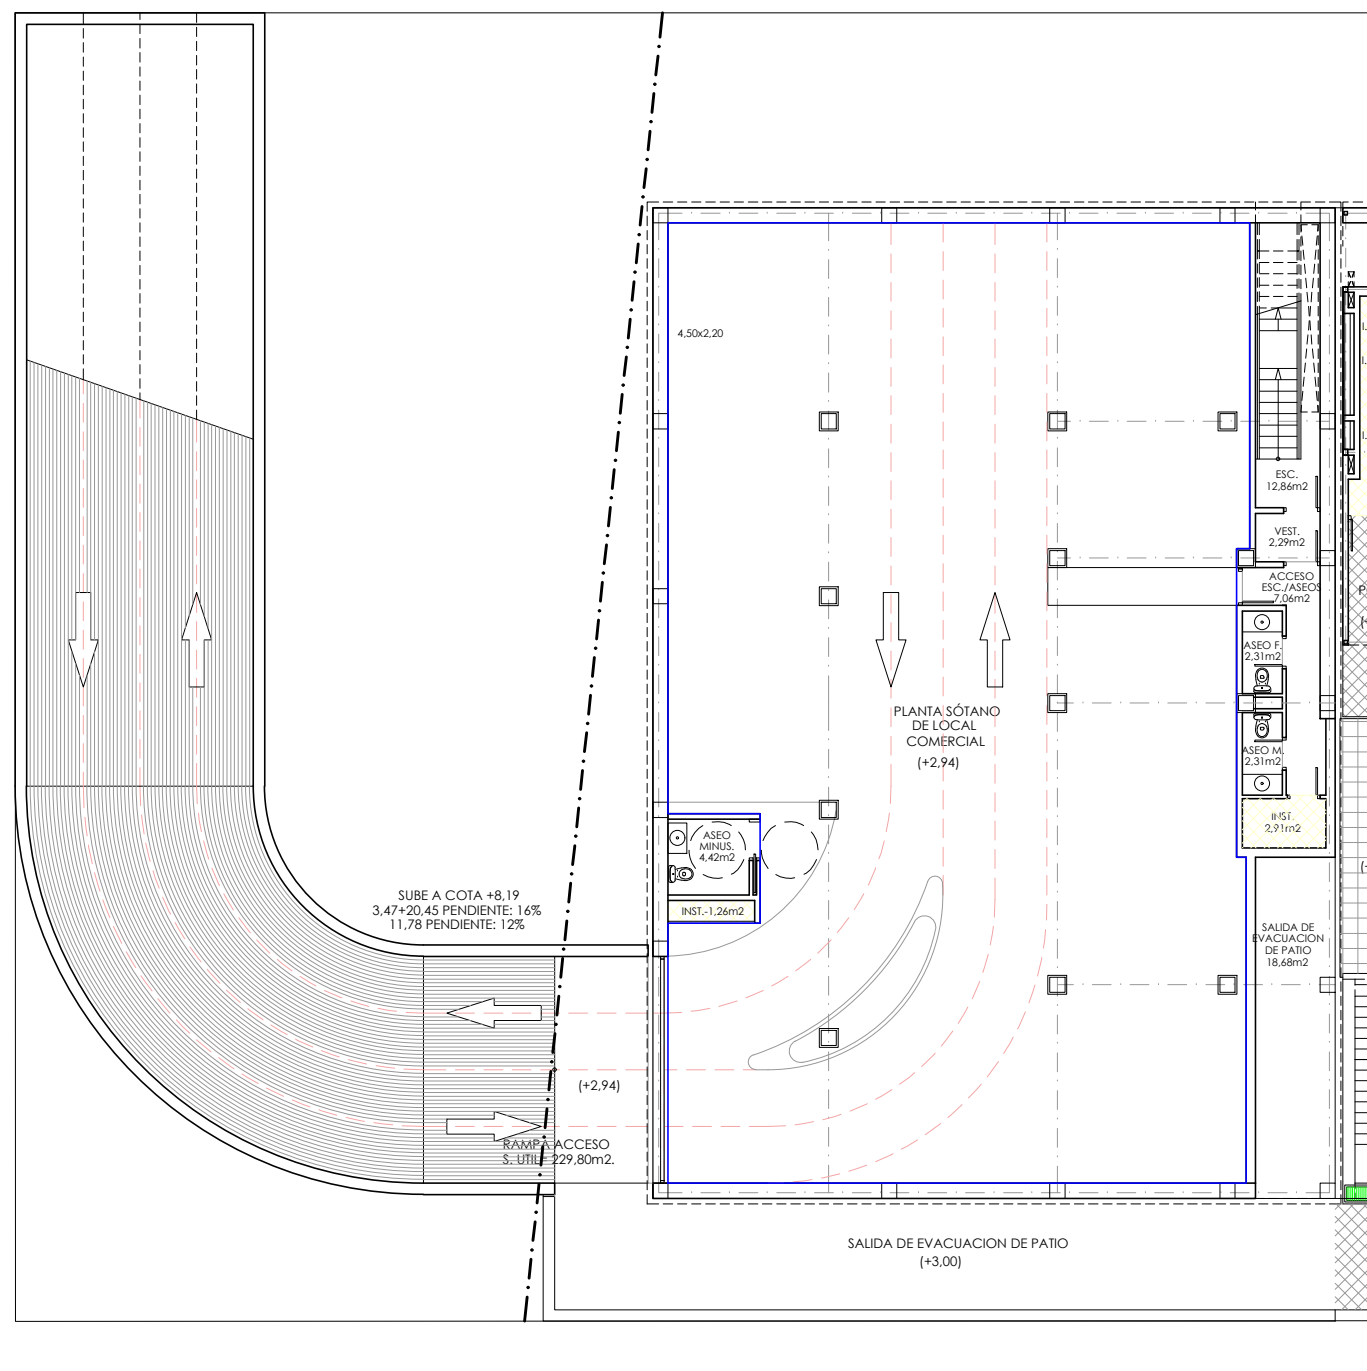 4,50x2,20
ESC.
12,86m2
VEST.
2,29m2
ACCESO
ESC./ASEOS
7,06m2
ASEO F.
2,31m2
PLANTA SÓTANO
DE LOCAL
COMERCIAL
(+2,94)
ASEO M.
2,31m2
INST.
2,91m2
ASEO
MINUS.
4,42m2
INST.-1,26m2
SUBE A COTA +8,19
3,47+20,45 PENDIENTE: 16%
11,78 PENDIENTE: 12%
SALIDA DE
EVACUACION
DE PATIO
18,68m2
(+2,94)
RAMPA ACCESO
S. UTIL 229,80m2.
SALIDA DE EVACUACION DE PATIO
(+3,00)